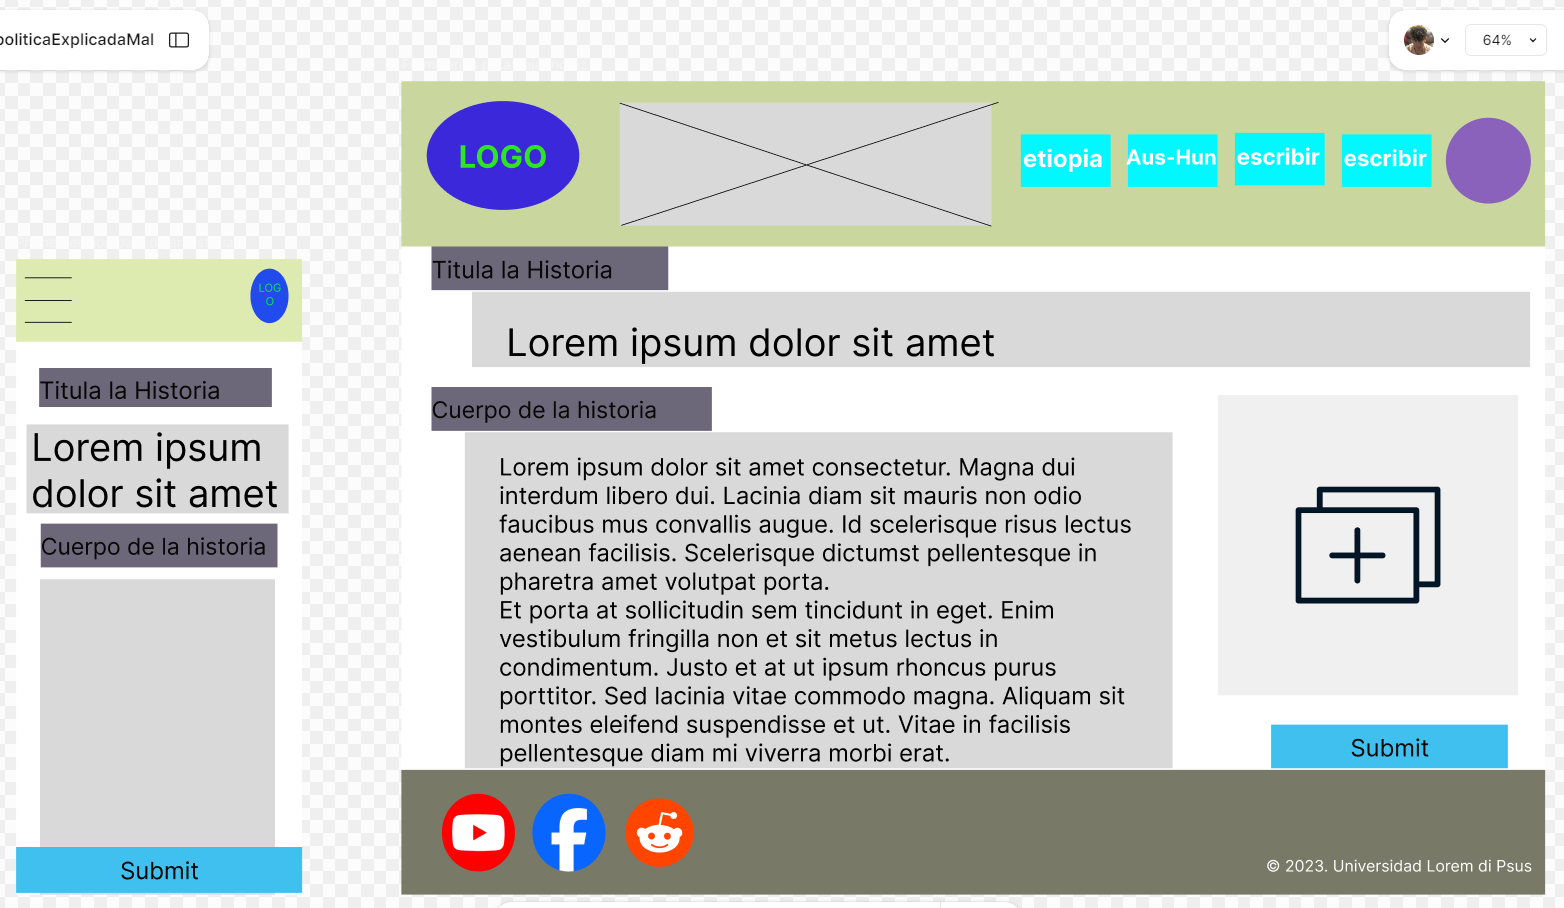 politicaExplicadaMal
64%
LOGO
etiopia
Aus-Hun
escribir
escribir
Titula la Historia
Lorem ipsum dolor sit amet
Cuerpo de la historia
Lorem ipsum dolor sit amet consectetur. Magna dui
interdum libero dui. Lacinia diam sit mauris non odio
faucibus mus convallis augue. Id scelerisque risus lectus
aenean facilisis. Scelerisque dictumst pellentesque in
pharetra amet volutpat porta.
Et porta at sollicitudin sem tincidunt in eget. Enim
vestibulum fringilla non et sit metus lectus in
condimentum. Justo et at ut ipsum rhoncus purus
porttitor. Sed lacinia vitae commodo magna. Aliquam sit
montes eleifend suspendisse et ut. Vitae in facilisis
pellentesque diam mi viverra morbi erat.
Submit
© 2023. Universidad Lorem di Psus
LOG
O
Titula la Historia
Lorem ipsum
dolor sit amet
Cuerpo de la historia
Submit